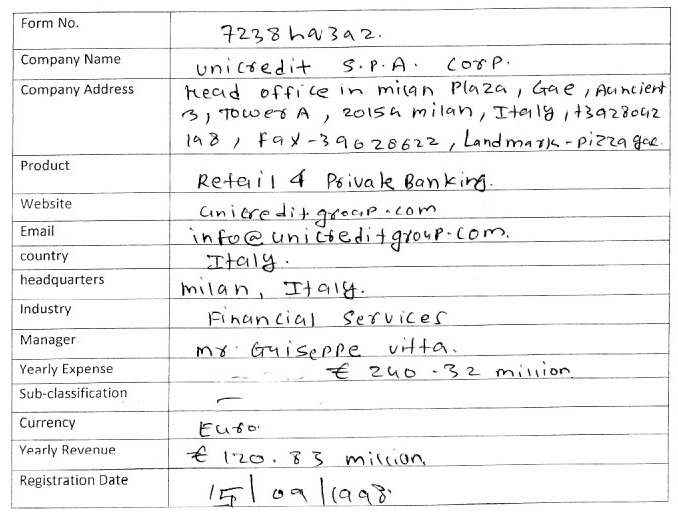 Form No. 7238ha3a2.
Company Name unicredit S.P.A. corp.
Company Address Head office in milan Plaza, Gae, Auncient
3, Tower A, 20154 milan, Italy, +3928092
198, Fax-39028622, Landmark-pizza gae.
Product Retail & Private Banking.
Website unicreditgroup.com
Email info@unicreditgroup.com.
country Italy.
headquarters milan, Italy.
Industry Financial Services
Manager mr. Guiseppe vitta.
Yearly Expense € 240.32 million
Sub-classification –
Currency Euro.
Yearly Revenue € 120.83 million,
Registration Date 15/09/1998.